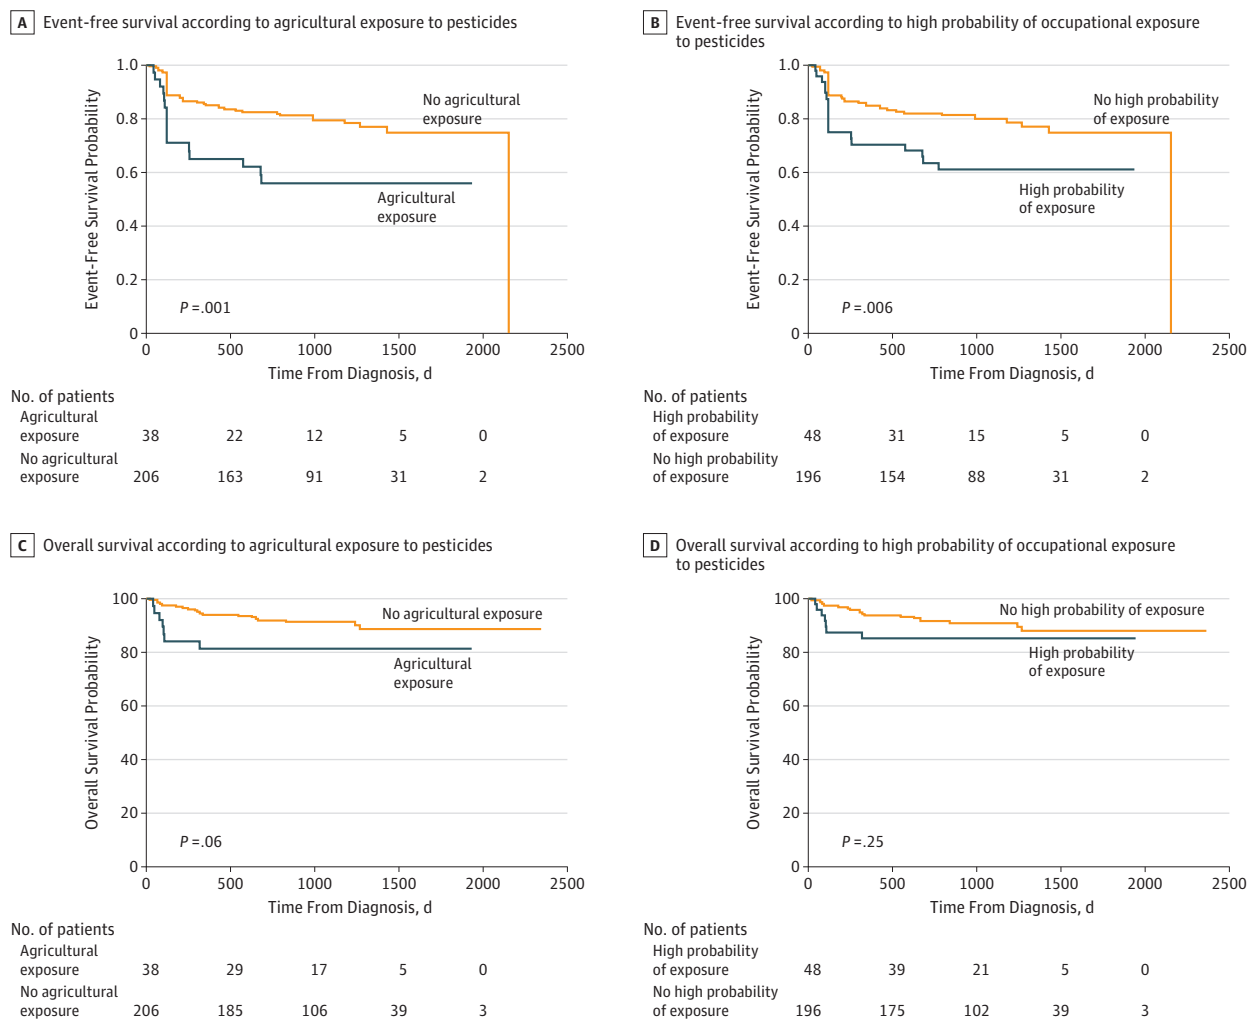 A Event-free survival according to agricultural exposure to pesticides
Event-Free Survival Probability
1.0
0.8
0.6
0.4
0.2
0
No agricultural
exposure
Agricultural
exposure
P =.001
0 500 1000 1500 2000 2500
Time From Diagnosis, d
No. of patients
Agricultural
exposure 38 22 12 5 0
No agricultural
exposure 206 163 91 31 2
B Event-free survival according to high probability of occupational exposure
to pesticides
Event-Free Survival Probability
1.0
0.8
0.6
0.4
0.2
0
No high probability
of exposure
High probability
of exposure
P =.006
0 500 1000 1500 2000 2500
Time From Diagnosis, d
No. of patients
High probability
of exposure 48 31 15 5 0
No high probability
of exposure 196 154 88 31 2
C Overall survival according to agricultural exposure to pesticides
Overall Survival Probability
100
80
60
40
20
0
No agricultural exposure
Agricultural
exposure
P =.06
0 500 1000 1500 2000 2500
Time From Diagnosis, d
No. of patients
Agricultural
exposure 38 29 17 5 0
No agricultural
exposure 206 185 106 39 3
D Overall survival according to high probability of occupational exposure
to pesticides
Overall Survival Probability
100
80
60
40
20
0
No high probability of exposure
High probability
of exposure
P =.25
0 500 1000 1500 2000 2500
Time From Diagnosis, d
No. of patients
High probability
of exposure 48 39 21 5 0
No high probability
of exposure 196 175 102 39 3